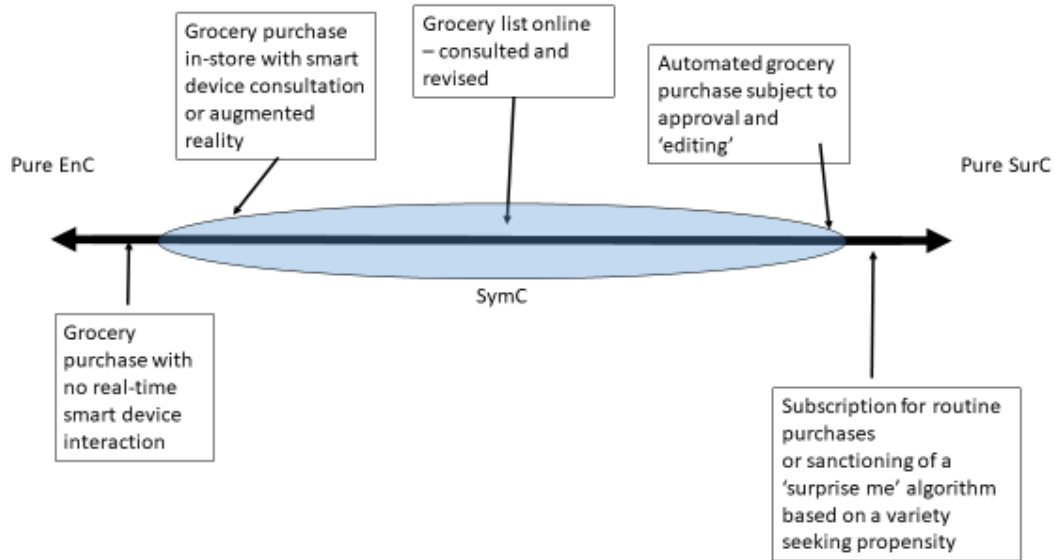 Grocery purchase
in-store with smart
device consultation
or augmented
reality
Grocery list online
– consulted and
revised
Automated grocery
purchase subject to
approval and
‘editing’
Pure EnC
Pure SurC
SymC
Grocery
purchase with
no real-time
smart device
interaction
Subscription for routine
purchases
or sanctioning of a
‘surprise me’ algorithm
based on a variety
seeking propensity